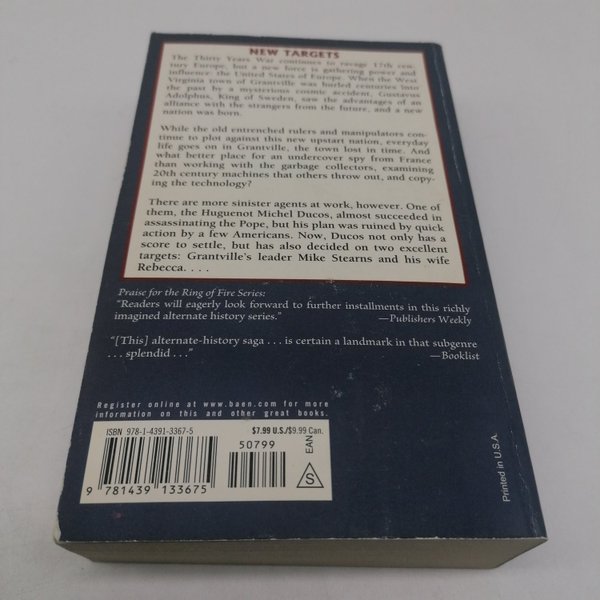 NEW TARGETS
The Thirty Years War continues to ravage 17th cen-
tury Europe, but a new force is gathering power and
influence: the United States of Europe. When the West
Virginia town of Grantville was hurled centuries into
the past by a mysterious cosmic accident, Gustavus
Adolphus, King of Sweden, saw the advantages of an
alliance with the strangers from the future, and a new
nation was born.
While the old entrenched rulers and manipulators con-
tinue to plot against this new upstart nation, everyday
life goes on in Grantville, the town lost in time. And
what better place for an undercover spy from France
than working with the garbage collectors, examining
20th century machines that others throw out, and copy-
ing the technology?
There are more sinister agents at work, however. One of
them, the Huguenot Michel Ducos, almost succeeded in
assassinating the Pope, but his plan was ruined by quick
action by a few Americans. Now, Ducos not only has a
score to settle, but has also decided on two excellent
targets: Grantville's leader Mike Stearns and his wife
Rebecca. . . .
Praise for the Ring of Fire Series:
"Readers will eagerly look forward to further installments in this richly
imagined alternate history series."
—Publishers Weekly
"[This] alternate-history saga . . . is certain a landmark in that subgenre
. . . splendid . . ."
—Booklist
Register online at www.baen.com for more
information on this and other great books.
ISBN 978-1-4391-3367-5
$7.99 U.S./$9.99 Can.
50799
EAN
S
9 781439 133675
Printed in U.S.A.